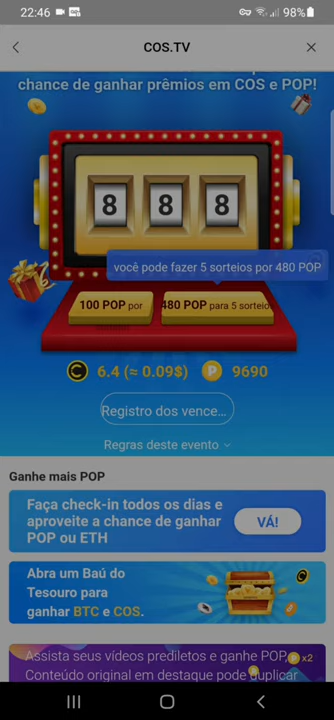 22:46 98%
COS.TV
chance de ganhar prêmios em COS e POP!
8 8 8
você pode fazer 5 sorteios por 480 POP
100 POP por
480 POP para 5 sorteio
6.4 (≈ 0.09$) P 9690
Registro dos vence...
Regras deste evento
Ganhe mais POP
Faça check-in todos os dias e
aproveite a chance de ganhar
POP ou ETH
VÁ!
Abra um Baú do
Tesouro para
ganhar BTC e COS.
Assista seus vídeos prediletos e ganhe POP.
P x2
Conteúdo original em destaque pode duplicar